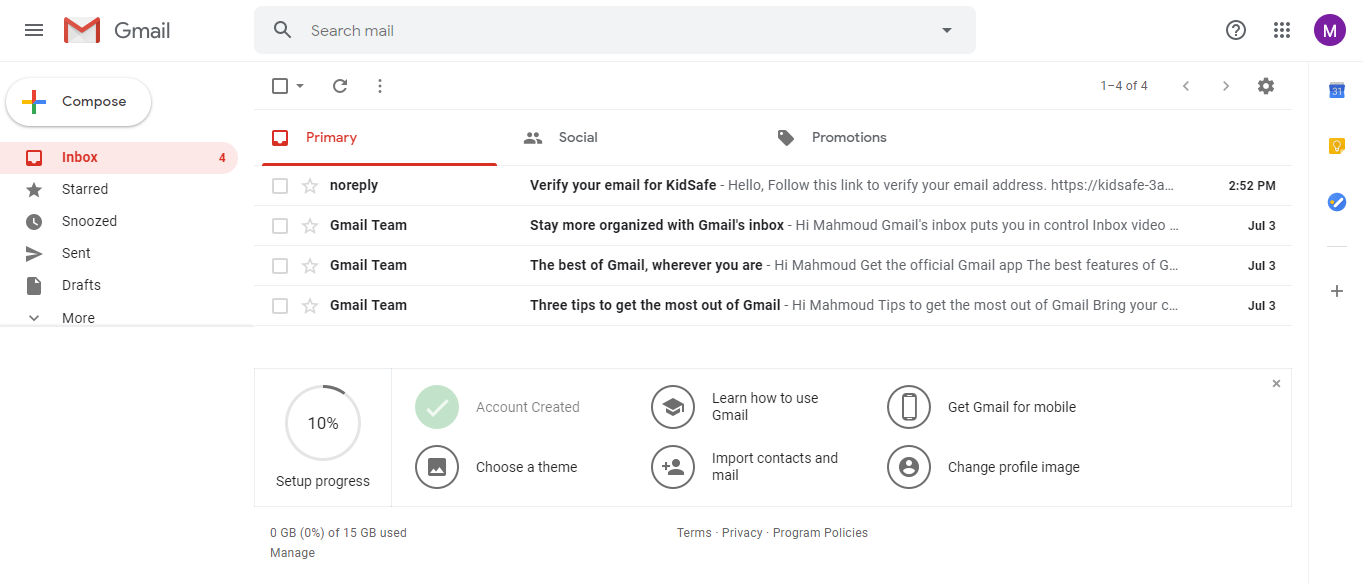 Gmail
Search mail
M
Compose
1–4 of 4
31
Inbox 4
Primary Social Promotions
Starred
Snoozed
Sent
Drafts
More
noreply Verify your email for KidSafe - Hello, Follow this link to verify your email address. https://kidsafe-3a... 2:52 PM
Gmail Team Stay more organized with Gmail's inbox - Hi Mahmoud Gmail's inbox puts you in control Inbox video ... Jul 3
Gmail Team The best of Gmail, wherever you are - Hi Mahmoud Get the official Gmail app The best features of G... Jul 3
Gmail Team Three tips to get the most out of Gmail - Hi Mahmoud Tips to get the most out of Gmail Bring your c... Jul 3
10%
Setup progress
Account Created
Learn how to use
Gmail
Get Gmail for mobile
Choose a theme
Import contacts and
mail
Change profile image
0 GB (0%) of 15 GB used
Manage
Terms · Privacy · Program Policies